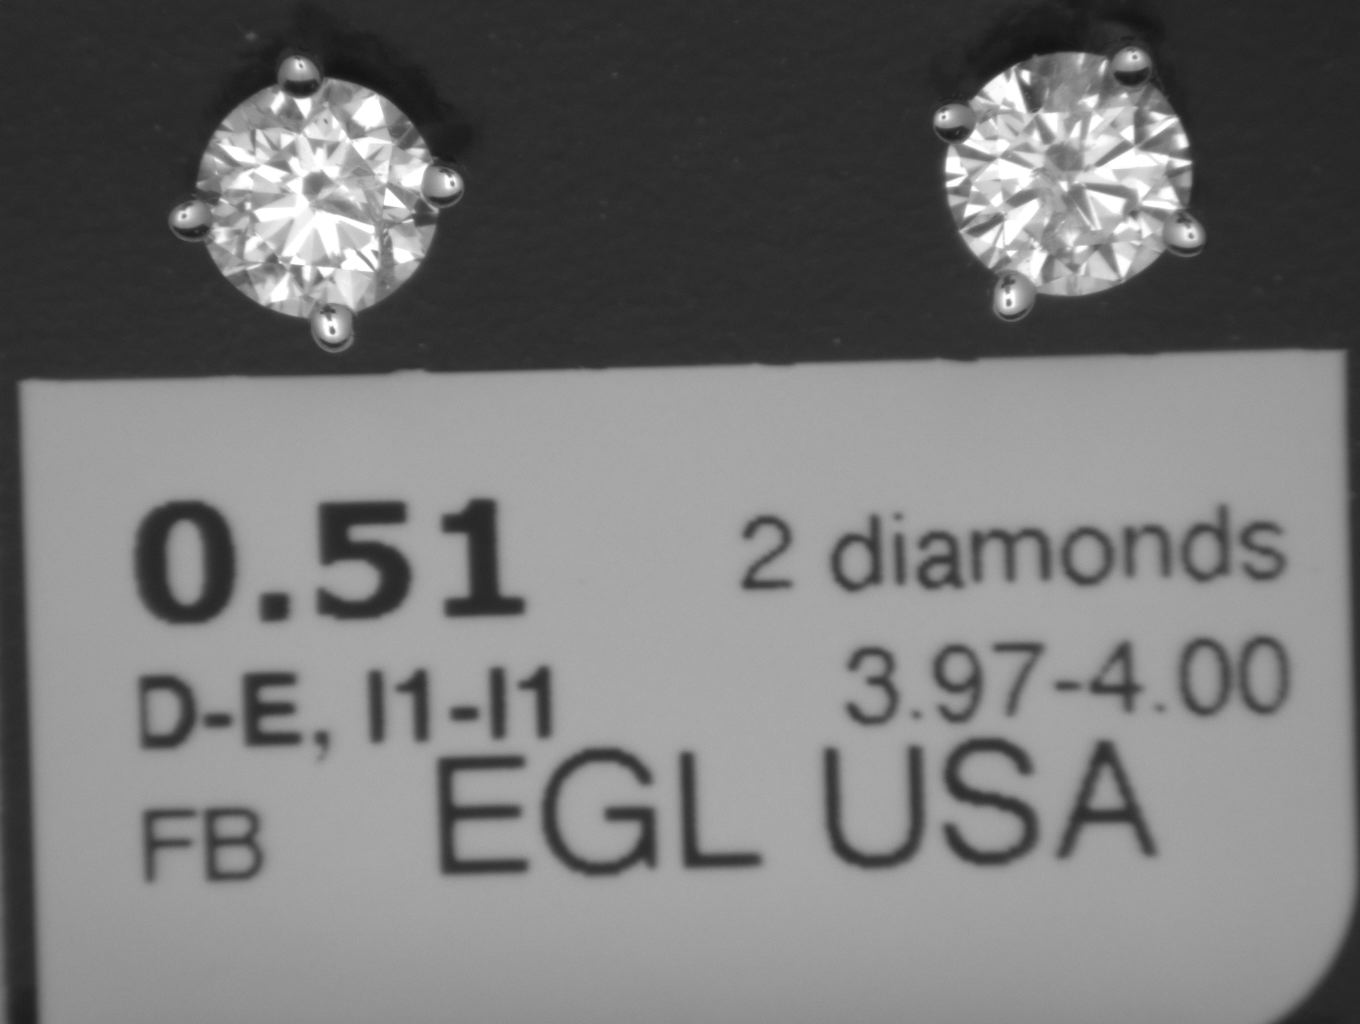 0.51 2 diamonds
3.97-4.00
D-E, I1-I1
EGL USA
FB